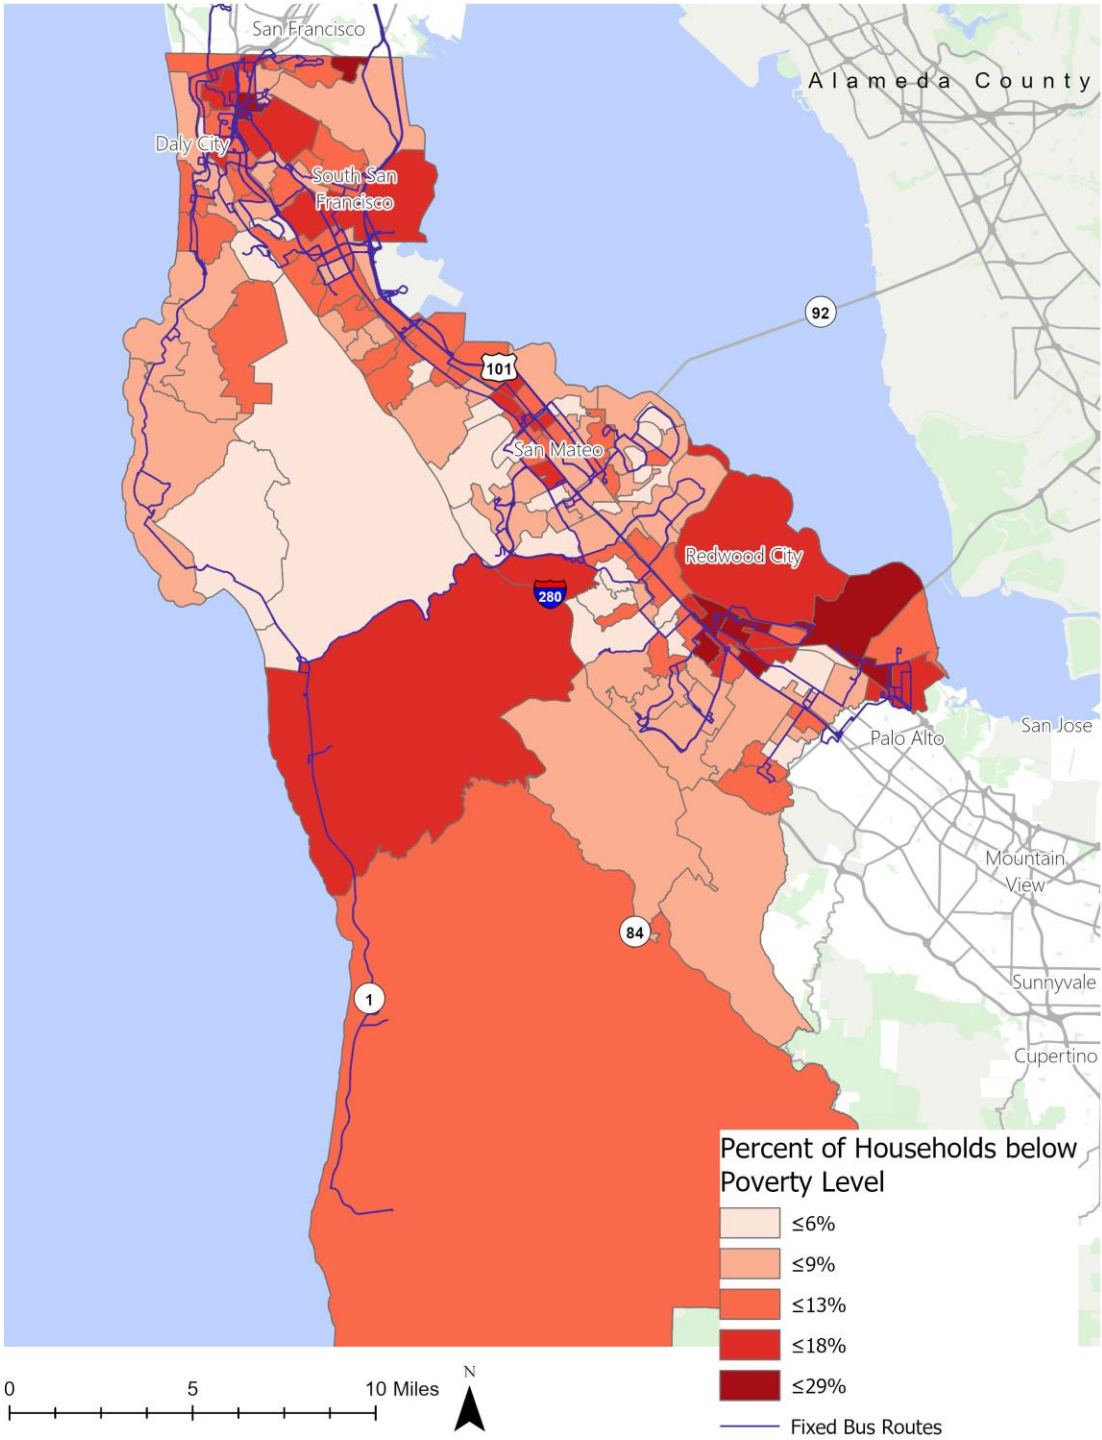 San Francisco
Alameda County
Daly City
South San
Francisco
92
101
San Mateo
Redwood City
280
San Jose
Palo Alto
Mountain
View
84
Sunnyvale
1
Cupertino
Percent of Households below
Poverty Level
≤6%
≤9%
≤13%
≤18%
≤29%
Fixed Bus Routes
0 5 10 Miles
N